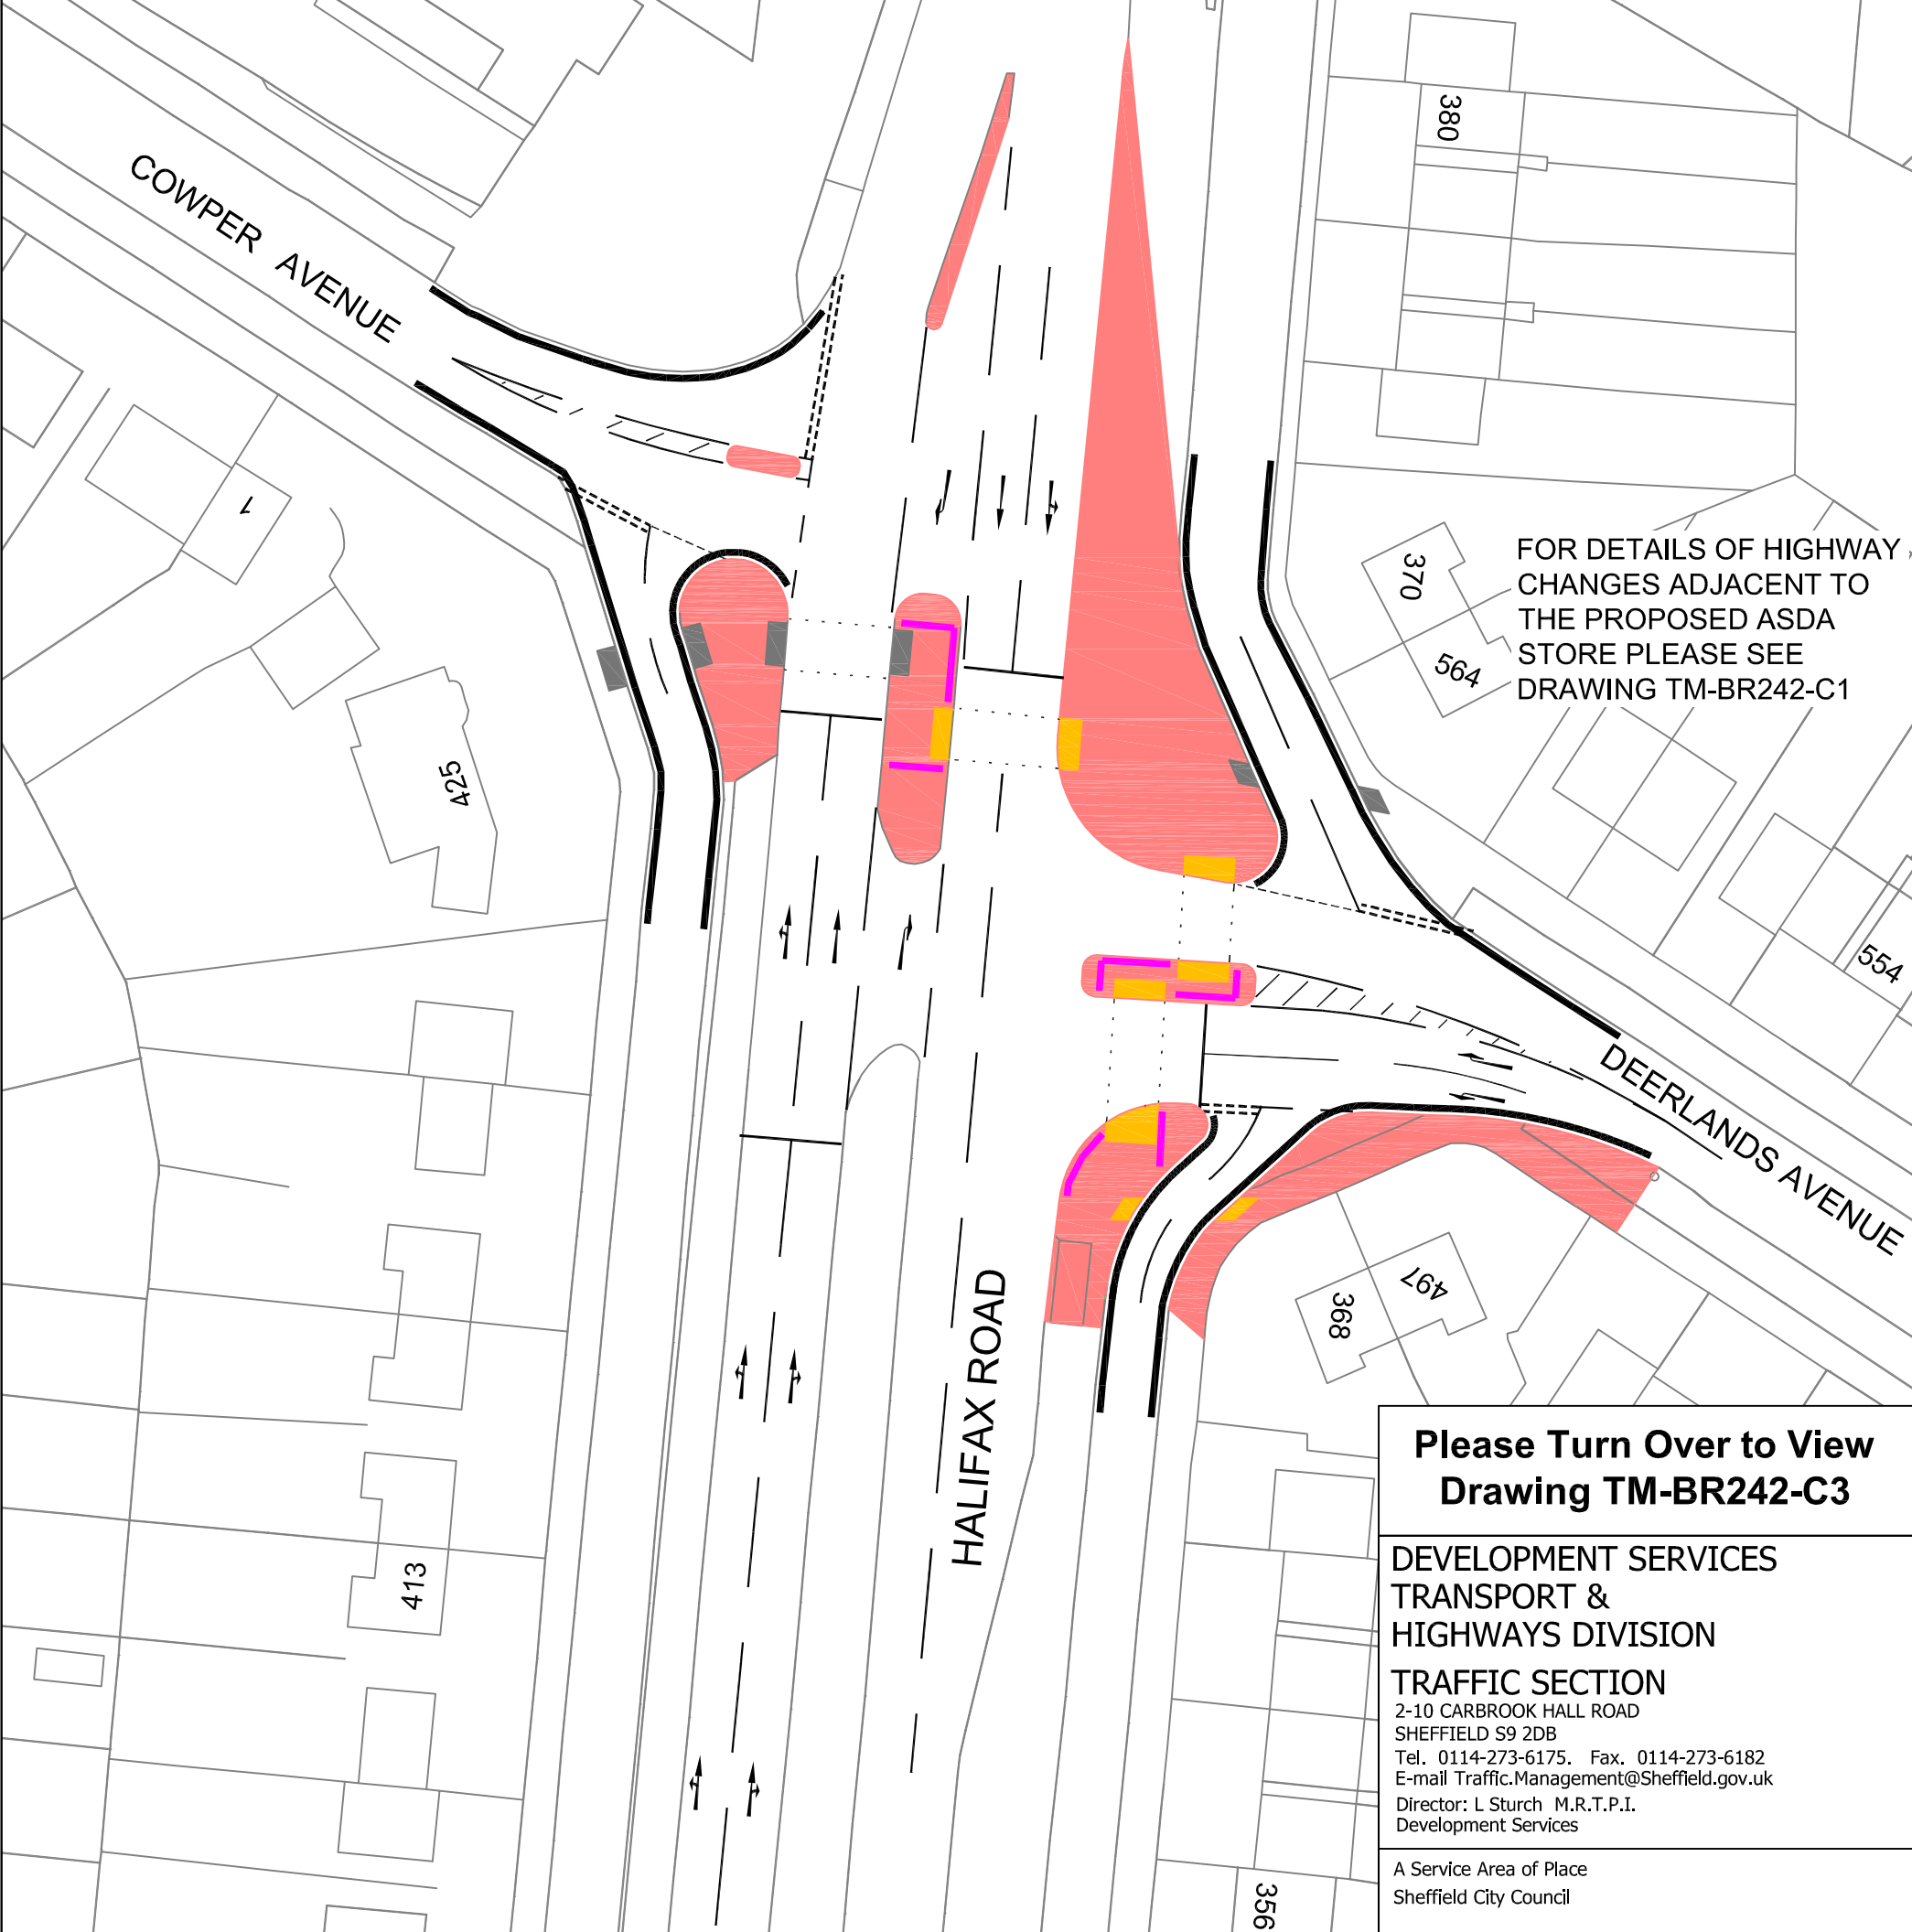 380
COWPER AVENUE
1
FOR DETAILS OF HIGHWAY
CHANGES ADJACENT TO
THE PROPOSED ASDA
STORE PLEASE SEE
DRAWING TM-BR242-C1
370
564
425
554
DEERLANDS AVENUE
497
368
HALIFAX ROAD
413
356
Please Turn Over to View
Drawing TM-BR242-C3
DEVELOPMENT SERVICES
TRANSPORT &
HIGHWAYS DIVISION
TRAFFIC SECTION
2-10 CARBROOK HALL ROAD
SHEFFIELD S9 2DB
Tel. 0114-273-6175. Fax. 0114-273-6182
E-mail Traffic.Management@Sheffield.gov.uk
Director: L Sturch M.R.T.P.I.
Development Services
A Service Area of Place
Sheffield City Council